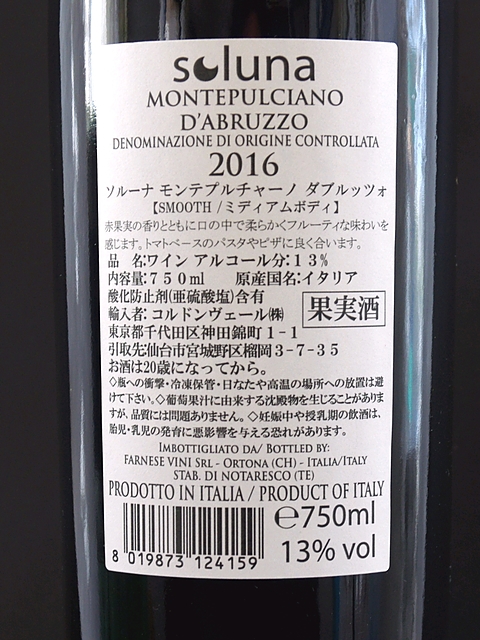 soluna
MONTEPULCIANO
D'ABRUZZO
DENOMINAZIONE DI ORIGINE CONTROLLATA
2016
ソルーナ モンテプルチャーノ ダブルッツォ
【SMOOTH / ミディアムボディ】
赤果実の香りとともに口の中で柔らかくフルーティな味わいを
感じます。トマトベースのパスタやピザに良く合います。
品 名:ワイン アルコール分:13%
内容量:750ml 原産国名:イタリア
酸化防止剤(亜硫酸塩)含有
果実酒
輸入者: コルドンヴェール㈱
東京都千代田区神田錦町1-1
引取先:仙台市宮城野区榴岡3-7-35
お酒は20歳になってから。
◇瓶への衝撃・冷凍保管・日なたや高温の場所への放置は避
けて下さい。◇葡萄果汁に由来する沈殿物を生じることがありま
すが、品質には問題ありません。◇妊娠中や授乳期の飲酒は、
胎児・乳児の発育に悪影響を与える恐れがあります。
IMBOTTIGLIATO DA/ BOTTLED BY:
FARNESE VINI SRL - ORTONA (CH) - ITALIA/ITALY
STAB. DI NOTARESCO (TE)
PRODOTTO IN ITALIA / PRODUCT OF ITALY
℮750ml
13% vol
8 019873 124159